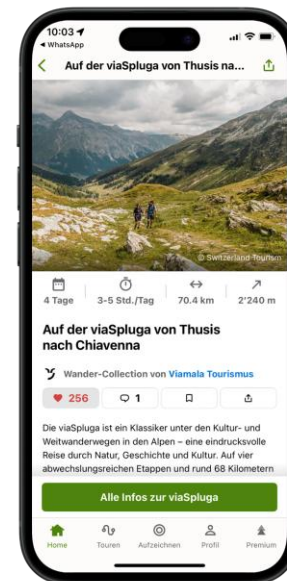 10:03
◀ WhatsApp
Auf der viaSpluga von Thusis na...
© Switzerland Tourism
4 Tage
3-5 Std./Tag
70.4 km
2'240 m
Auf der viaSpluga von Thusis
nach Chiavenna
Wander-Collection von Viamala Tourismus
256
1
Die viaSpluga ist ein Klassiker unter den Kultur- und
Weitwanderwegen in den Alpen – eine eindrucksvolle
Reise durch Natur, Geschichte und Kultur. Auf vier
abwechslungsreichen Etappen und rund 68 Kilometern
Alle Infos zur viaSpluga
Home
Touren
Aufzeichnen
Profil
Premium